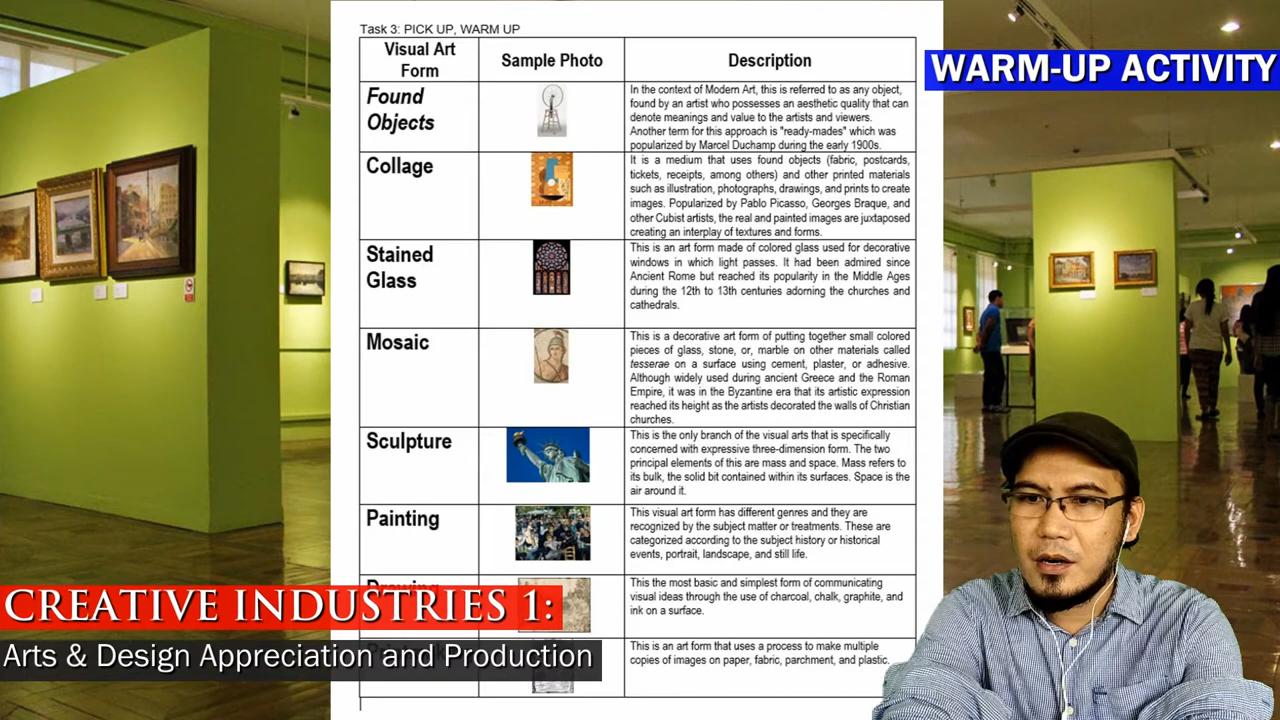 Task 3: PICK UP, WARM UP
Visual Art
Form
Sample Photo
Description
Found
Objects
In the context of Modern Art, this is referred to as any object,
found by an artist who possesses an aesthetic quality that can
denote meanings and value to the artists and viewers.
Another term for this approach is "ready-mades" which was
popularized by Marcel Duchamp during the early 1900s.
Collage
It is a medium that uses found objects (fabric, postcards,
tickets, receipts, among others) and other printed materials
such as illustration, photographs, drawings, and prints to create
images. Popularized by Pablo Picasso, Georges Braque, and
other Cubist artists, the real and painted images are juxtaposed
creating an interplay of textures and forms.
Stained
Glass
This is an art form made of colored glass used for decorative
windows in which light passes. It had been admired since
Ancient Rome but reached its popularity in the Middle Ages
during the 12th to 13th centuries adorning the churches and
cathedrals.
Mosaic
This is a decorative art form of putting together small colored
pieces of glass, stone, or, marble on other materials called
tesserae on a surface using cement, plaster, or adhesive.
Although widely used during ancient Greece and the Roman
Empire, it was in the Byzantine era that its artistic expression
reached its height as the artists decorated the walls of Christian
churches.
Sculpture
This is the only branch of the visual arts that is specifically
concerned with expressive three-dimension form. The two
principal elements of this are mass and space. Mass refers to
its bulk, the solid bit contained within its surfaces. Space is the
air around it.
Painting
This visual art form has different genres and they are
recognized by the subject matter or treatments. These are
categorized according to the subject history or historical
events, portrait, landscape, and still life.
Drawing
This the most basic and simplest form of communicating
visual ideas through the use of charcoal, chalk, graphite, and
ink on a surface.
This is an art form that uses a process to make multiple
copies of images on paper, fabric, parchment, and plastic.
WARM-UP ACTIVITY
CREATIVE INDUSTRIES 1:
Arts & Design Appreciation and Production